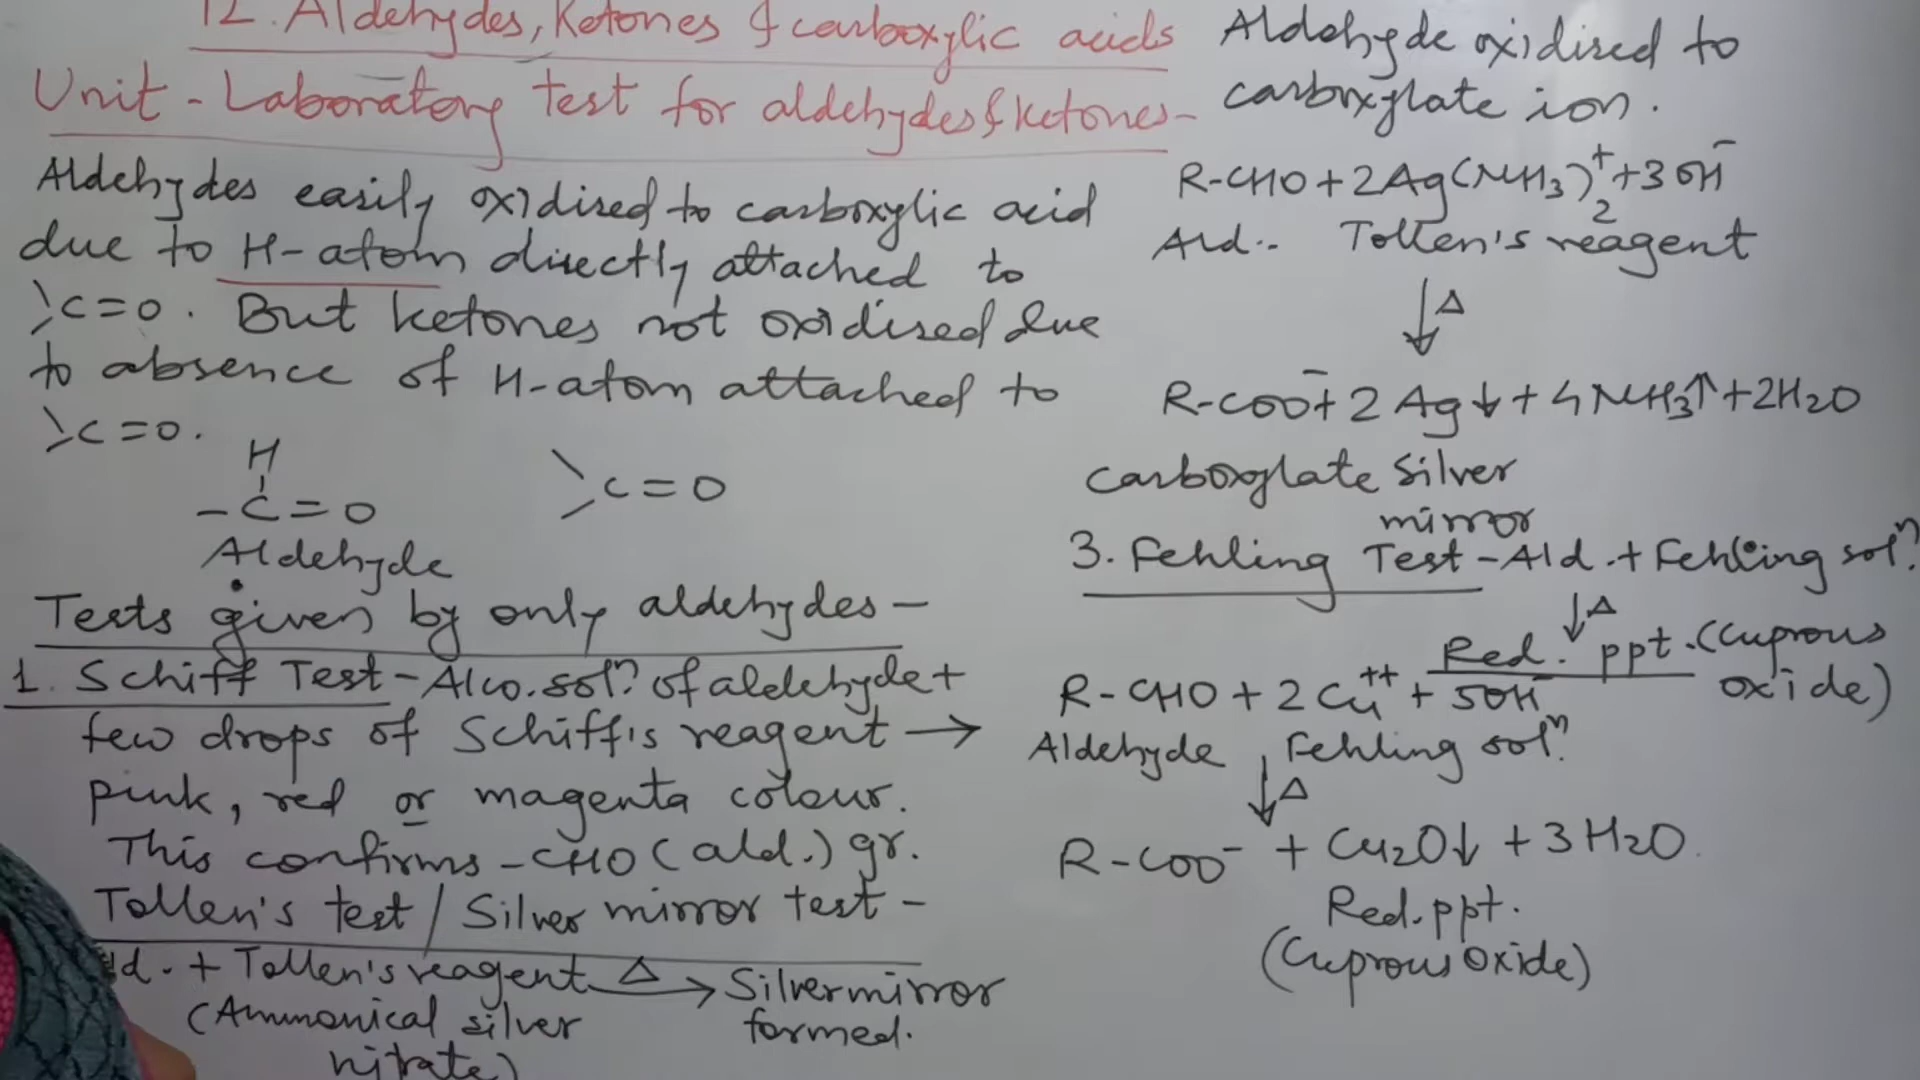 12. Aldehydes, Ketones & carboxylic acids
Unit - Laboratory test for aldehydes & ketones-
Aldehydes easily oxidised to carboxylic acid
due to H-atom directly attached to
>C=O. But ketones not oxidised due
to absence of H-atom attached to
>C=O.
H
-C=O >C=O
Aldehyde
Tests given by only aldehydes-
1. Schiff Test-Alco.solⁿ. of aldehyde+
few drops of Schiff's reagent →
pink, red or magenta colour.
This confirms -CHO (ald.) gr.
Tollen's test/Silver mirror test-
d. + Tollen's reagent Δ→ Silver mirror
(Ammonical silver formed.
nitrate)
Aldehyde oxidised to
carboxylate ion.
R-CHO+2Ag(NH3)2⁺+3OH⁻
Ald.- Tollen's reagent
↓Δ
R-COO⁻+2Ag↓+4NH3↑+2H2O
carboxylate Silver
mirror
3. Fehling Test-Ald.+Fehling solⁿ.
↓Δ
Red. ppt.(Cuprous
oxide)
R-CHO+2Cu⁺⁺+5OH⁻
Aldehyde Fehling solⁿ.
↓Δ
R-COO⁻+Cu2O↓+3H2O
Red.ppt.
(Cuprous Oxide)